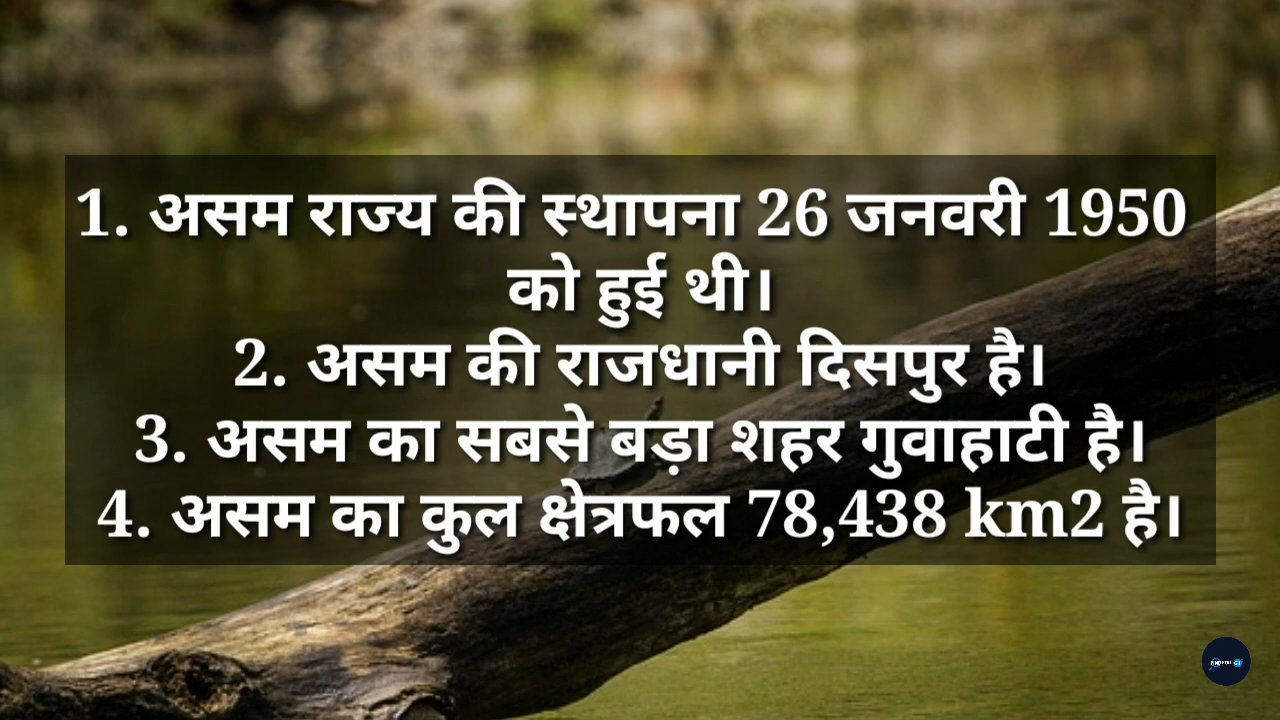 1. असम राज्य की स्थापना 26 जनवरी 1950
को हुई थी।
2. असम की राजधानी दिसपुर है।
3. असम का सबसे बड़ा शहर गुवाहाटी है।
4. असम का कुल क्षेत्रफल 78,438 km2 है।